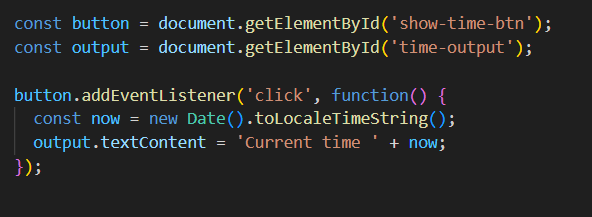 const button = document.getElementById('show-time-btn');
const output = document.getElementById('time-output');

button.addEventListener('click', function() {
  const now = new Date().toLocaleTimeString();
  output.textContent = 'Current time ' + now;
});